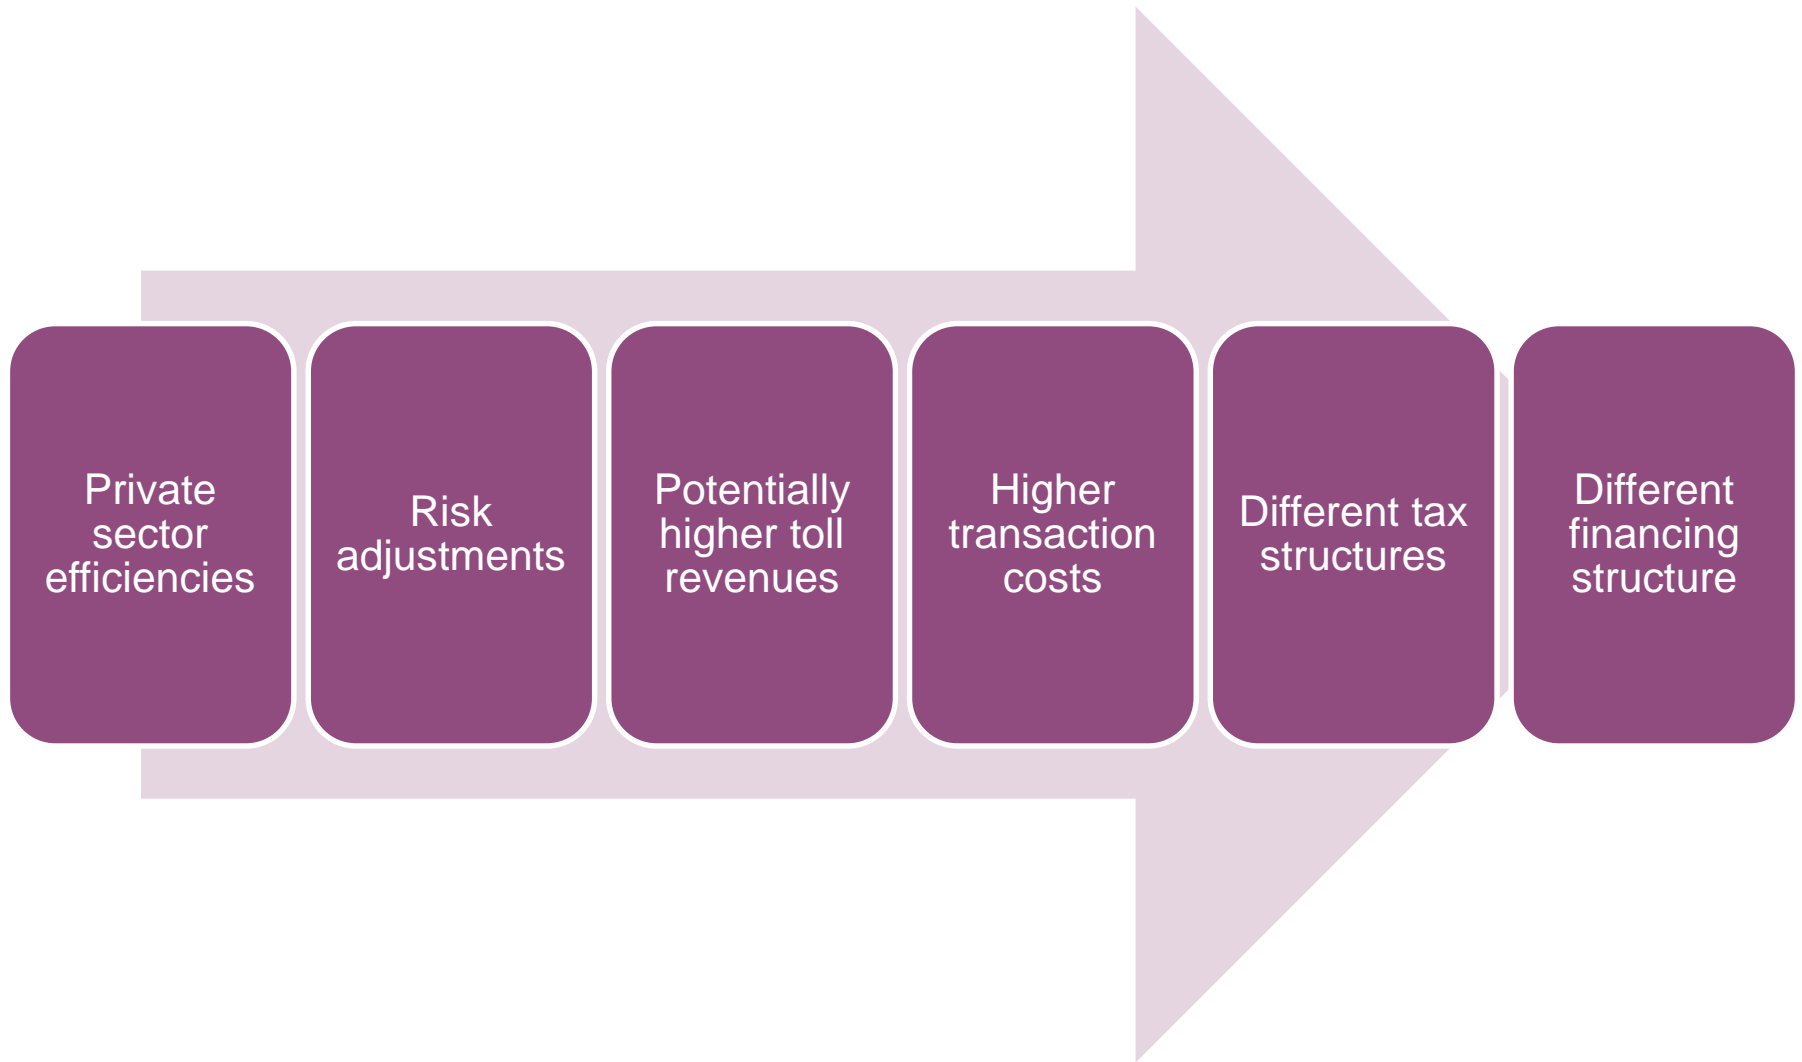 Private
sector
efficiencies
Risk
adjustments
Potentially
higher toll
revenues
Higher
transaction
costs
Different tax
structures
Different
financing
structure